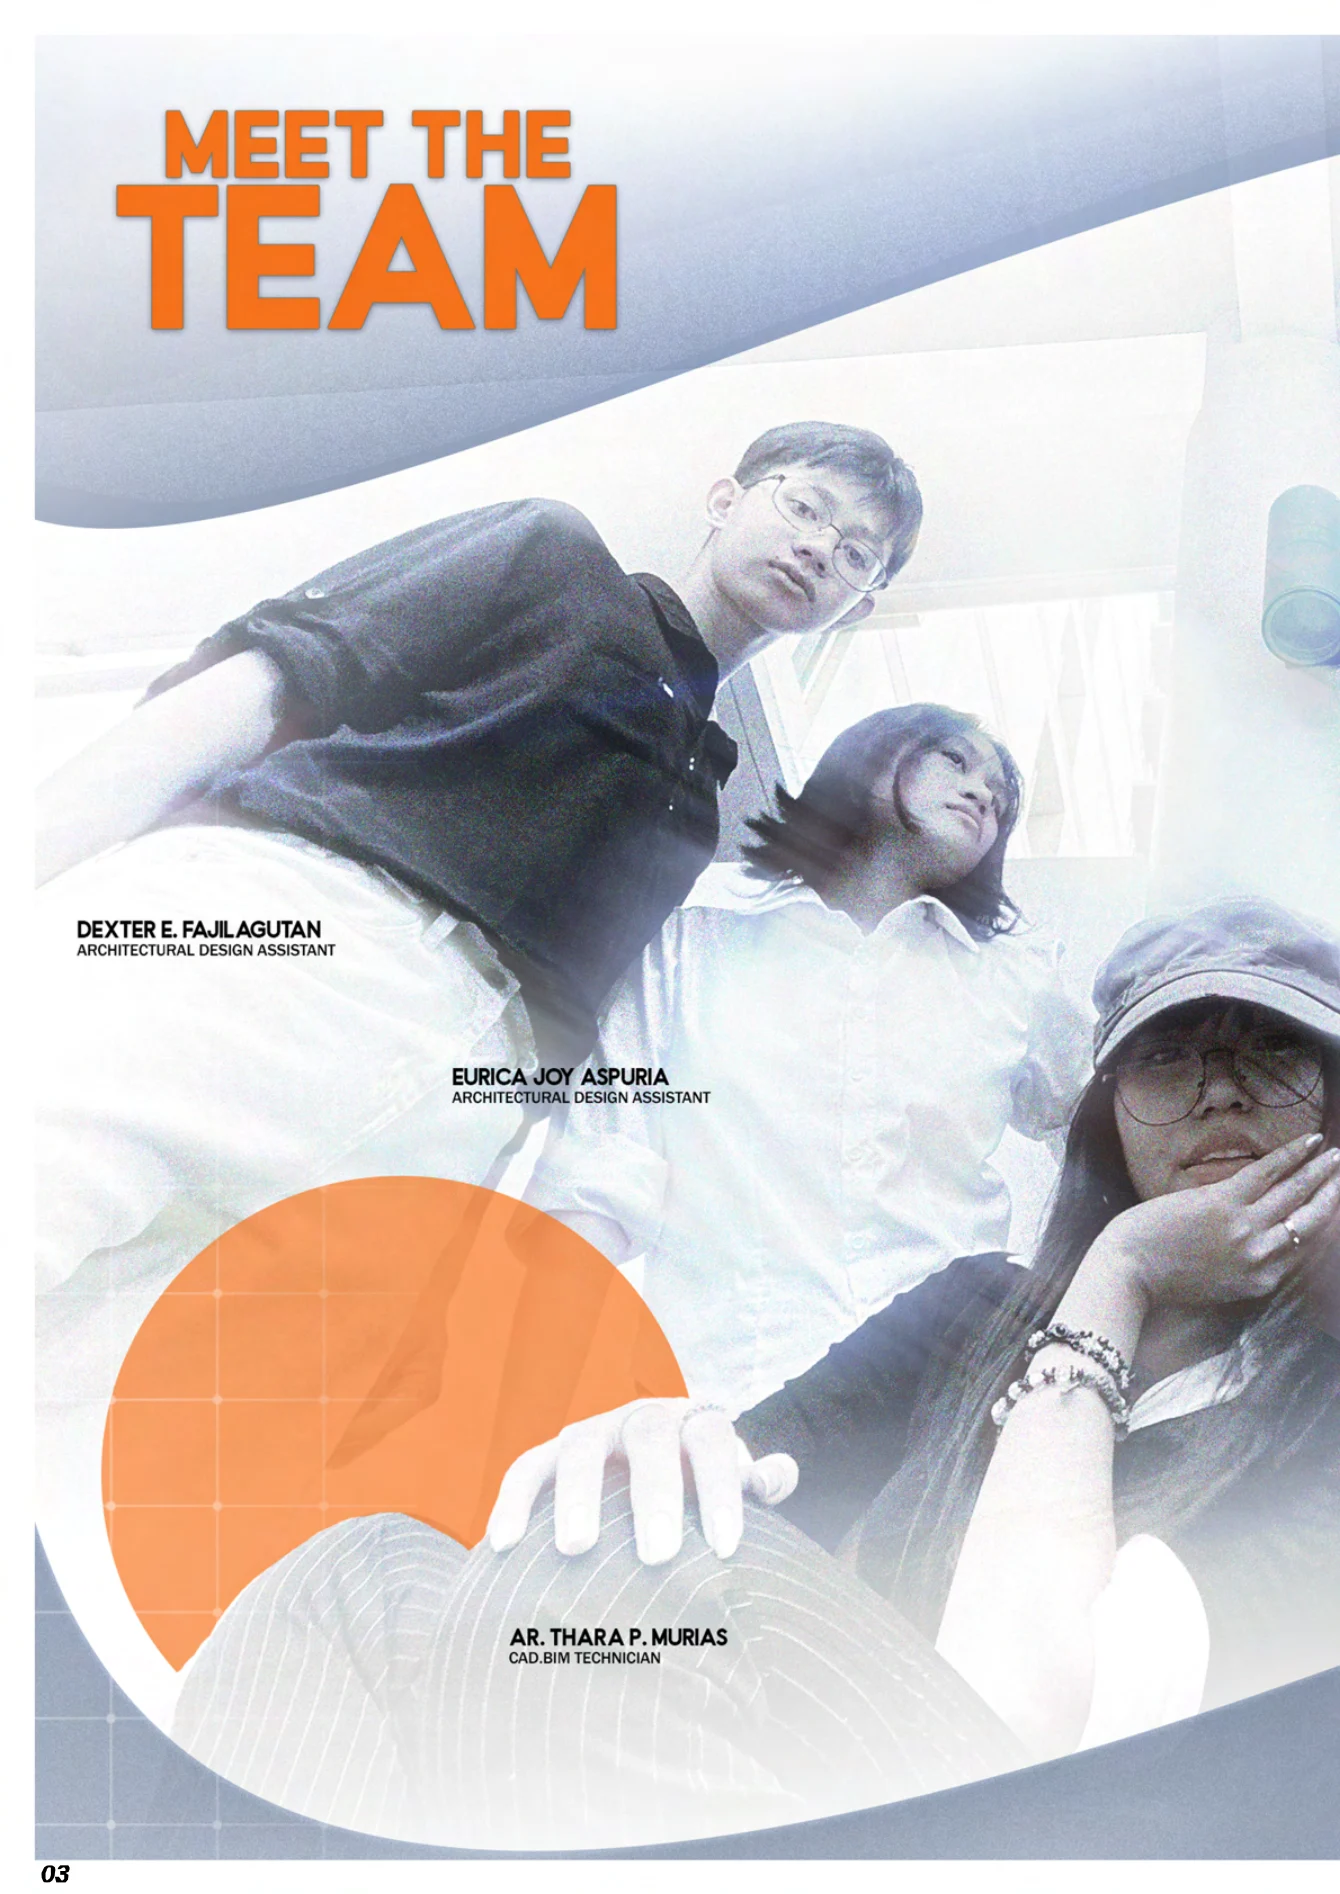 MEET THE
TEAM
DEXTER E. FAJILAGUTAN
ARCHITECTURAL DESIGN ASSISTANT
EURICA JOY ASPURIA
ARCHITECTURAL DESIGN ASSISTANT
AR. THARA P. MURIAS
CAD.BIM TECHNICIAN
03